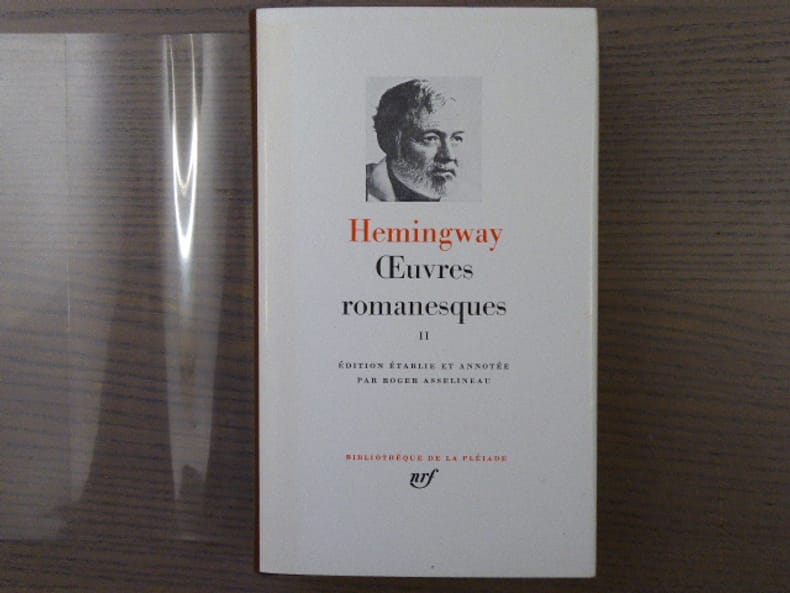 Hemingway
Œuvres
romanesques
II
ÉDITION ÉTABLIE ET ANNOTÉE
PAR ROGER ASSELINEAU
BIBLIOTHÈQUE DE LA PLÉIADE
nrf